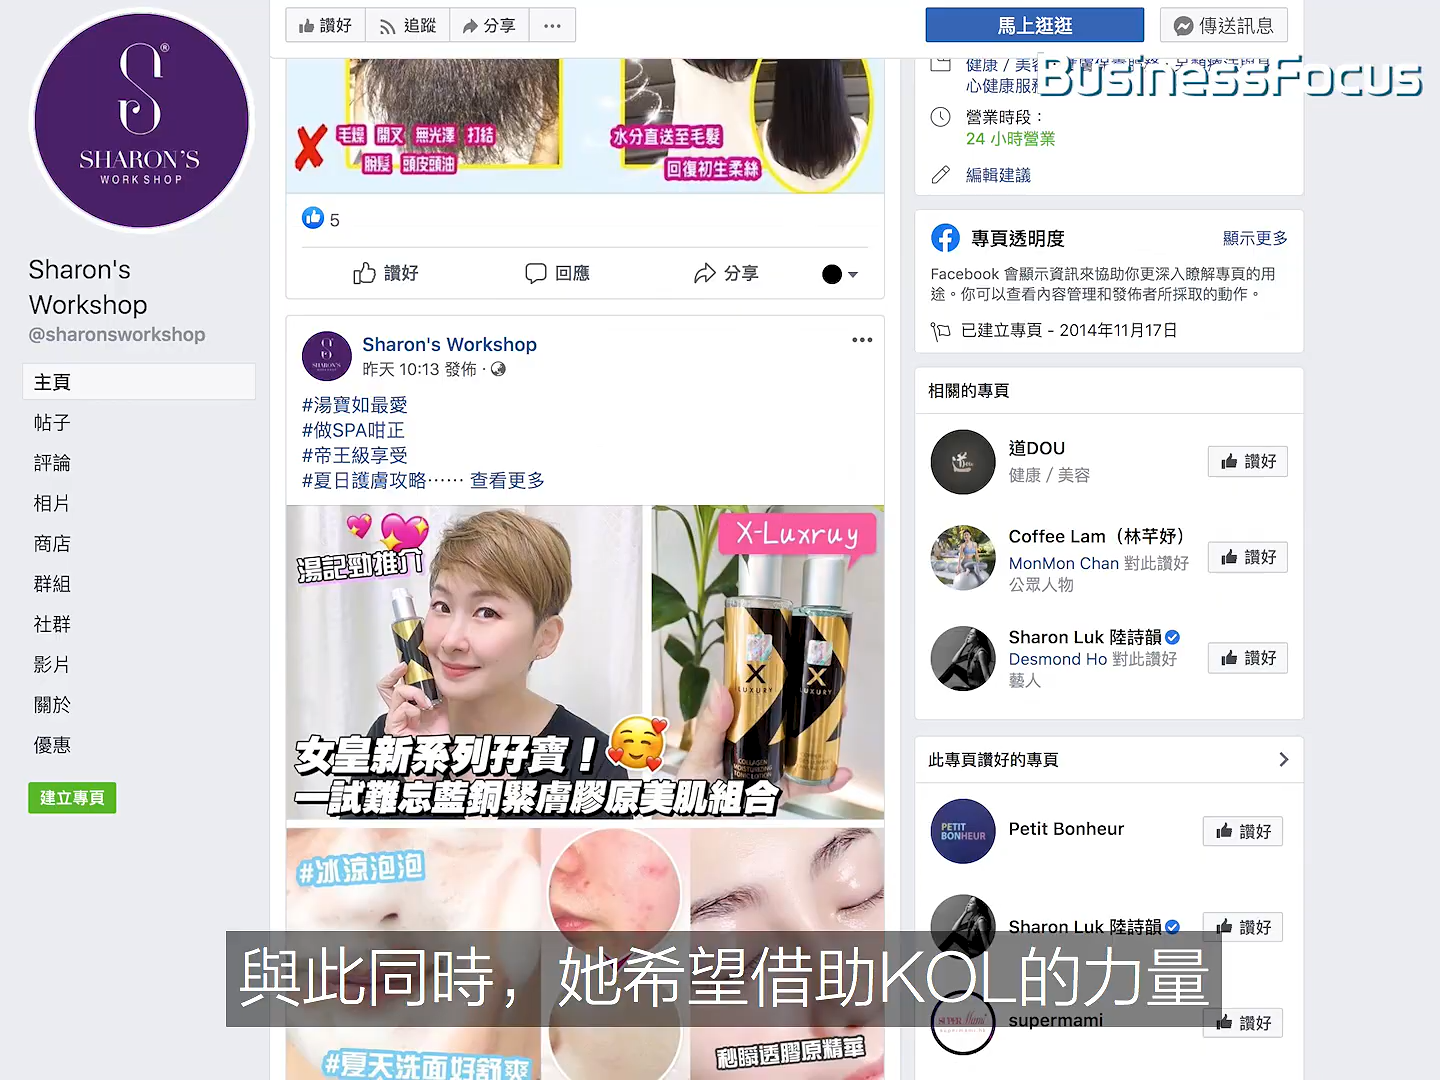 讚好
追蹤
分享
馬上逛逛
傳送訊息
BusinessFocus
心健康服務
營業時段：
24 小時營業
編輯建議
毛燥 開叉 無光澤 打結
脫髮 頭皮頭油
水分直送至毛髮
回復初生柔絲
5
讚好
回應
分享
S®
SHARON'S
WORKSHOP
Sharon's
Workshop
@sharonsworkshop
主頁
帖子
評論
相片
商店
群組
社群
影片
關於
優惠
建立專頁
Sharon's Workshop
昨天 10:13 發佈 ·
#湯寶如最愛
#做SPA咁正
#帝王級享受
#夏日護膚攻略⋯⋯ 查看更多
湯記勁推介
X-Luxruy
X
LUXURY
X
LUXURY
COLLAGEN
MOISTURIZING
TONIC LOTION
女皇新系列孖寶！
一試難忘藍銅緊膚膠原美肌組合
#冰涼泡泡
#夏天洗面好舒爽
秒瞬透膠原精華
專頁透明度
顯示更多
Facebook 會顯示資訊來協助你更深入瞭解專頁的用
途。你可以查看內容管理和發佈者所採取的動作。
已建立專頁 - 2014年11月17日
相關的專頁
道DOU
健康 / 美容
讚好
Coffee Lam（林芊妤）
MonMon Chan 對此讚好
公眾人物
讚好
Sharon Luk 陸詩韻
Desmond Ho 對此讚好
藝人
讚好
此專頁讚好的專頁
PETIT
BONHEUR
Petit Bonheur
讚好
Sharon Luk 陸詩韻
讚好
supermami
讚好
與此同時，她希望借助KOL的力量